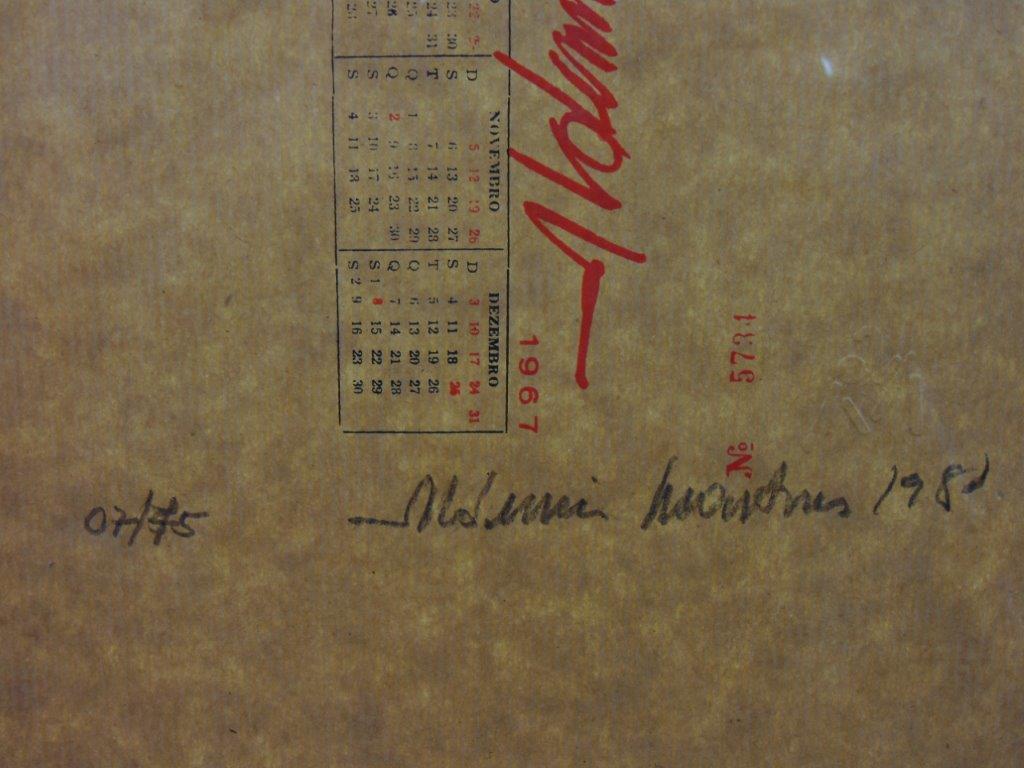 NOVEMBRO
D 5 12 19 26
S 6 13 20 27
T 7 14 21 28
Q 1 8 15 22 29
Q 2 9 16 23 30
S 3 10 17 24
S 4 11 18 25
DEZEMBRO
D 3 10 17 24 31
S 4 11 18 25
T 5 12 19 26
Q 6 13 20 27
Q 7 14 21 28
S 1 8 15 22 29
S 2 9 16 23 30
1967
№
07/75 Aldemir Martins 1981